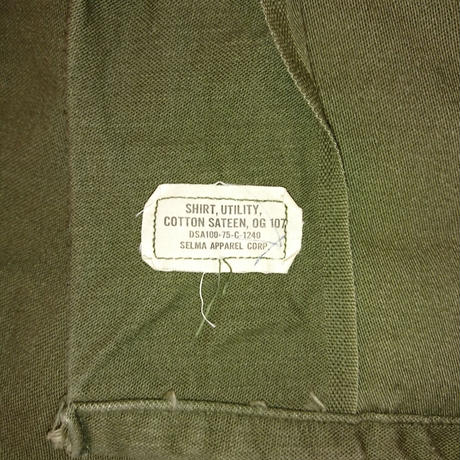 SHIRT, UTILITY,
COTTON SATEEN, OG 107
DSA100-75-C-1240
SELMA APPAREL CORP.